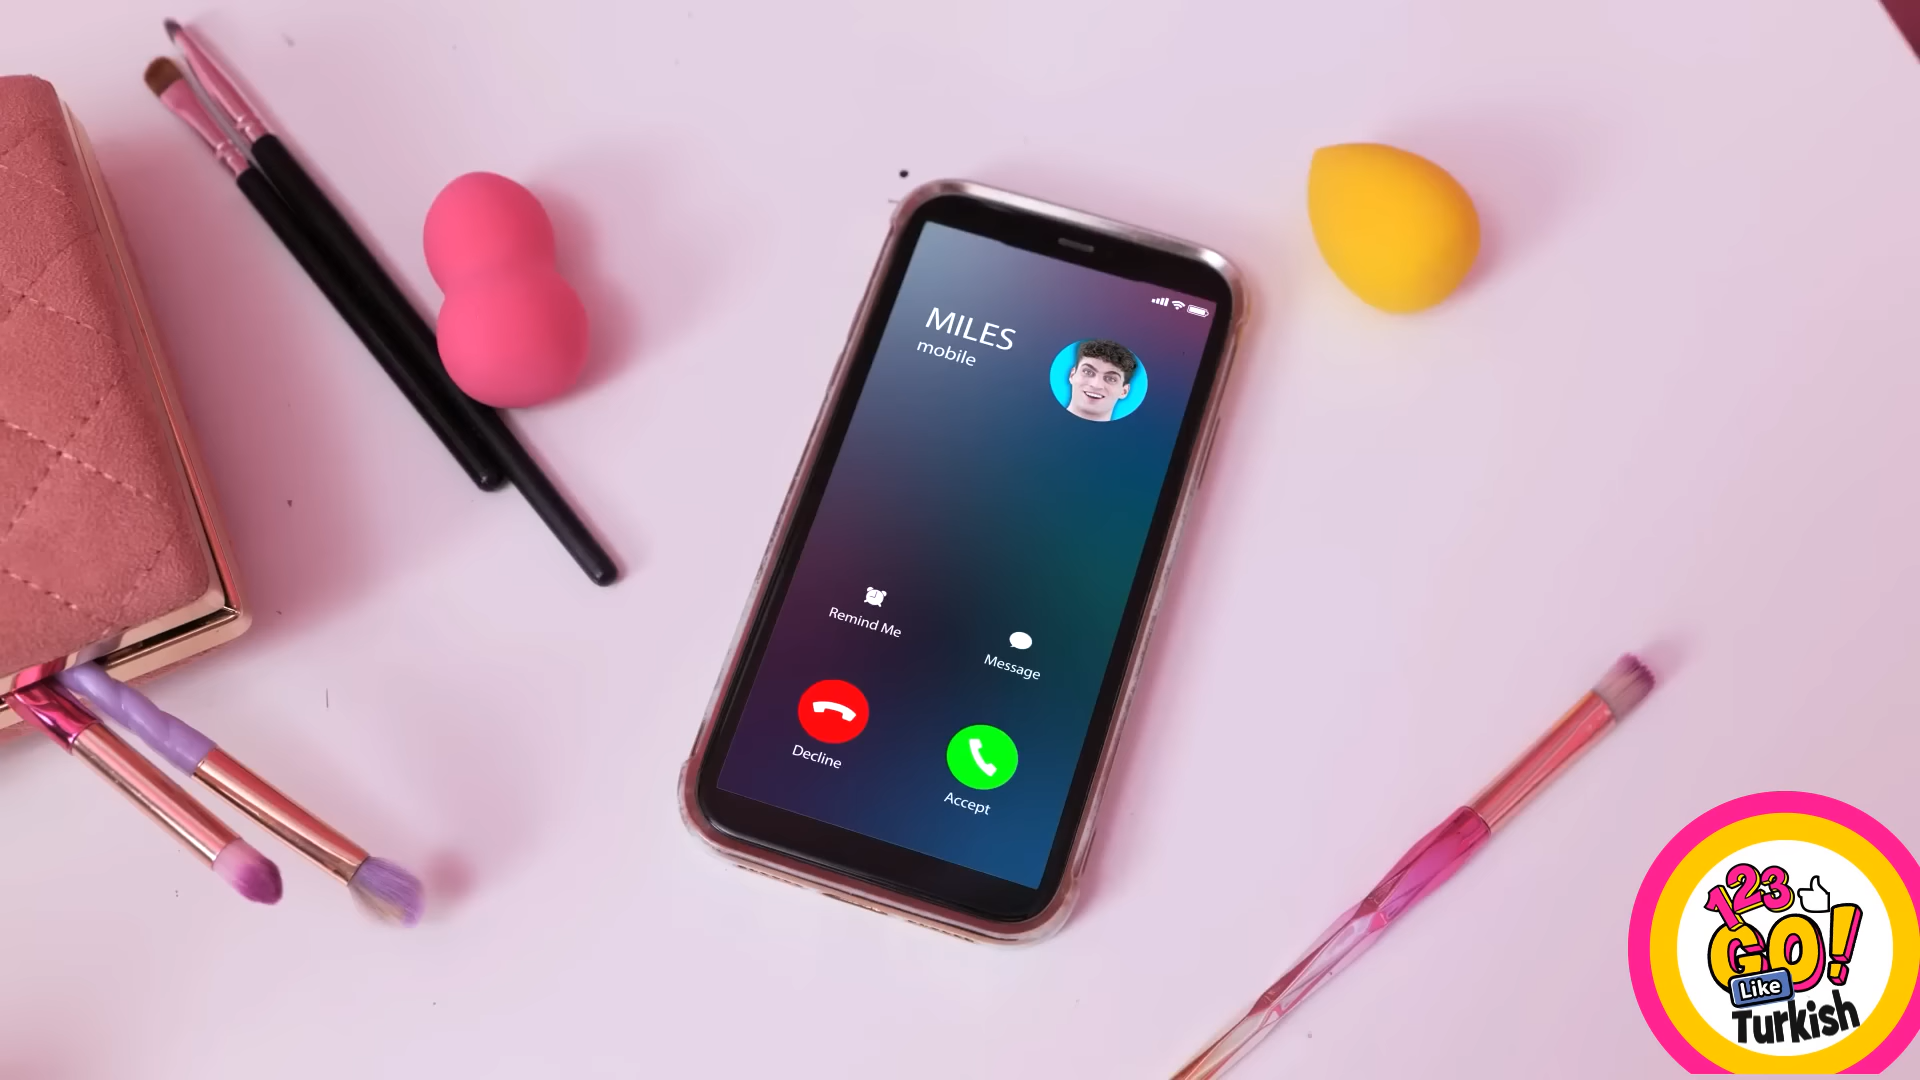 MILES
mobile
Remind Me
Message
Decline
Accept
123
GO!
Like
Turkish